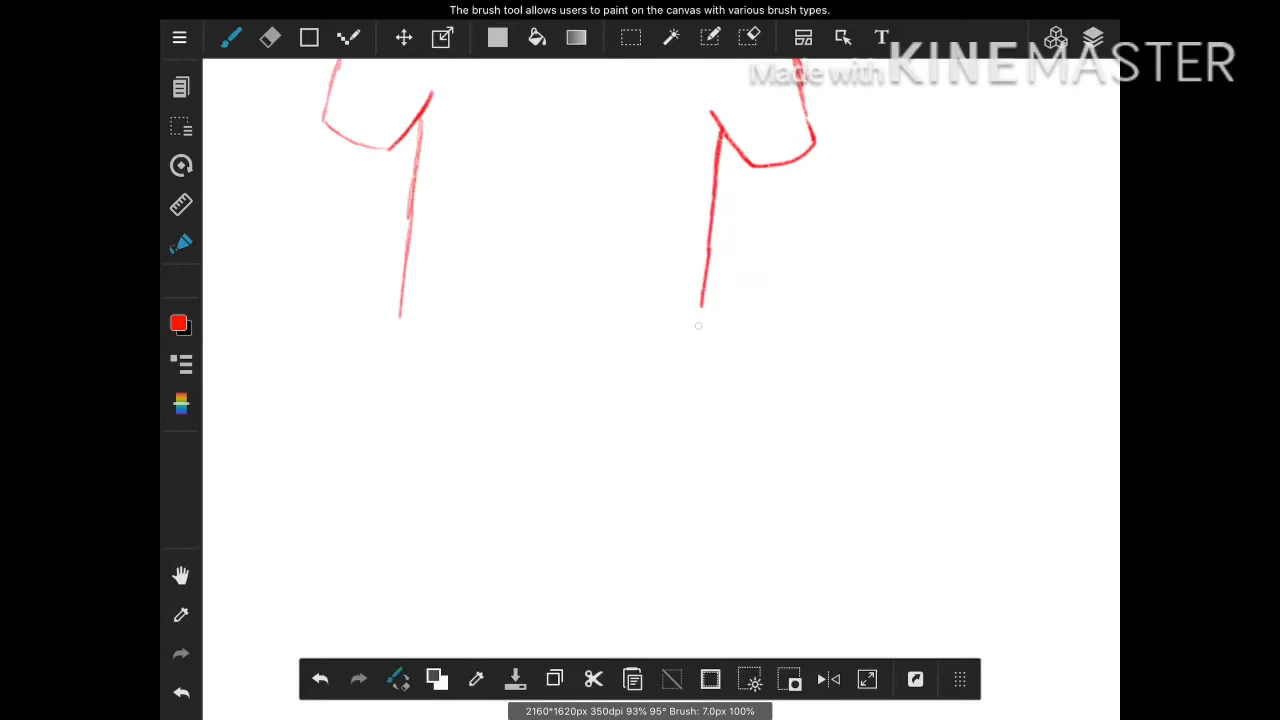 The brush tool allows users to paint on the canvas with various brush types.
T
Made with KINEMASTER
2160*1620px 350dpi 93% 95° Brush: 7.0px 100%